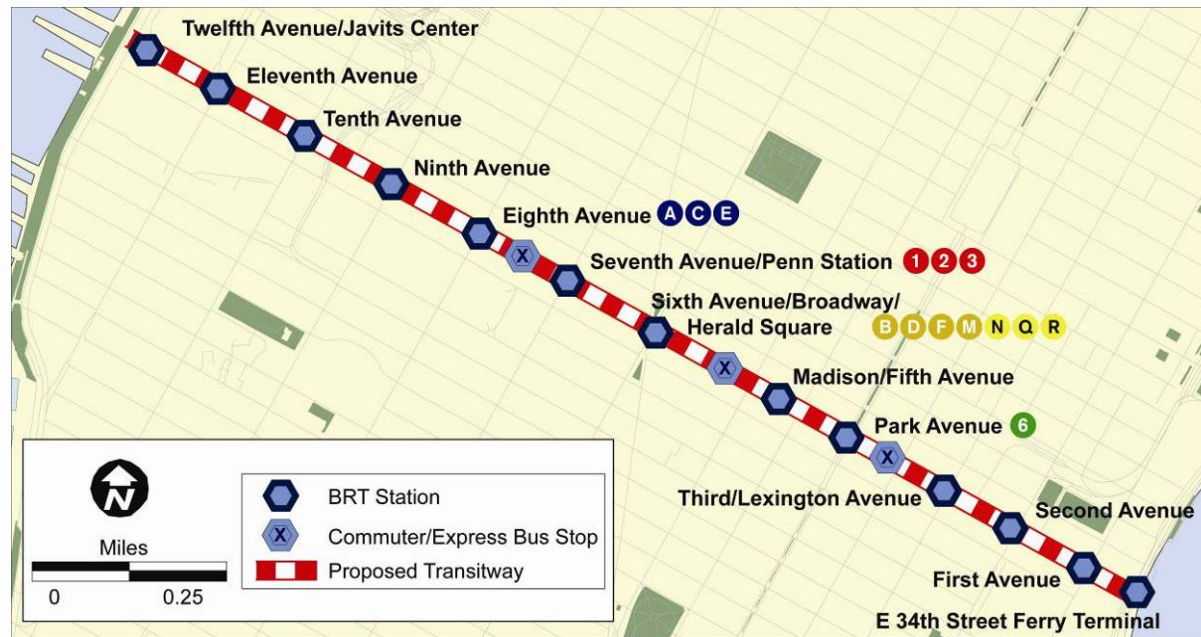 Twelfth Avenue/Javits Center
Eleventh Avenue
Tenth Avenue
Ninth Avenue
Eighth Avenue A C E
X
Seventh Avenue/Penn Station 1 2 3
Sixth Avenue/Broadway/
Herald Square B D F M N Q R
X
Madison/Fifth Avenue
Park Avenue 6
X
Third/Lexington Avenue
Second Avenue
First Avenue
E 34th Street Ferry Terminal
N
Miles
0 0.25
BRT Station
X Commuter/Express Bus Stop
Proposed Transitway